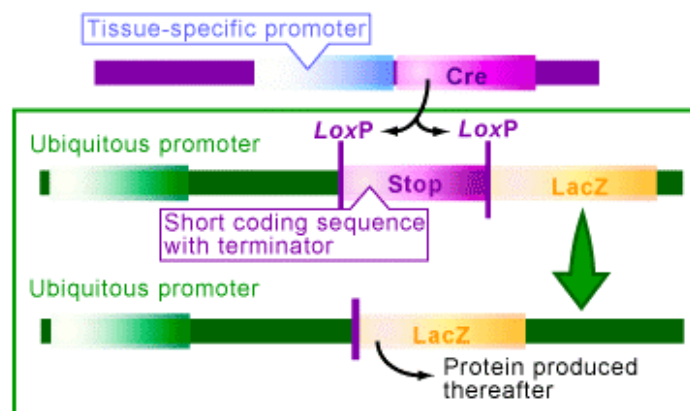 Tissue-specific promoter
Cre
LoxP LoxP
Ubiquitous promoter
Stop LacZ
Short coding sequence
with terminator
Ubiquitous promoter
LacZ
Protein produced
thereafter